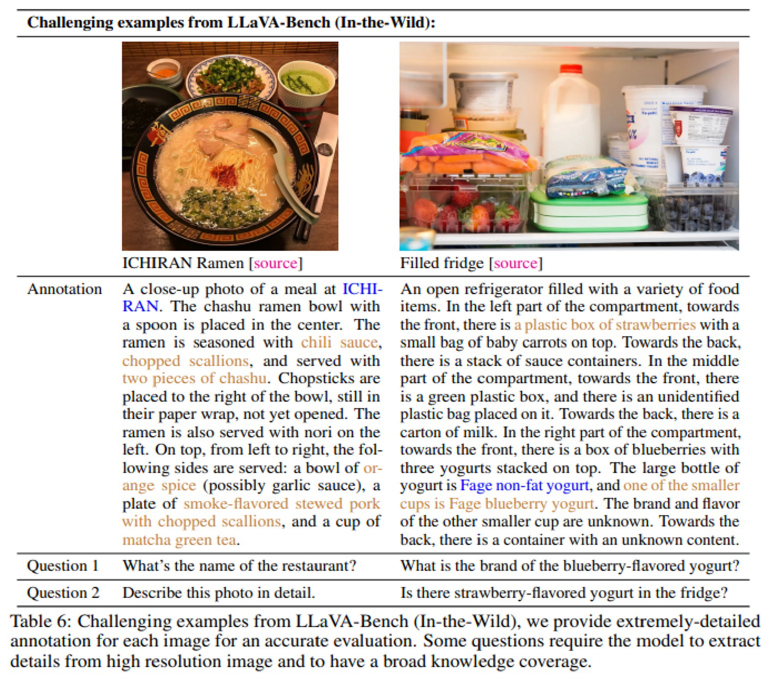 Challenging examples from LLaVA-Bench (In-the-Wild):
ICHIRAN Ramen [source]
Filled fridge [source]
Annotation
A close-up photo of a meal at ICHI-
RAN. The chashu ramen bowl with
a spoon is placed in the center. The
ramen is seasoned with chili sauce,
chopped scallions, and served with
two pieces of chashu. Chopsticks are
placed to the right of the bowl, still in
their paper wrap, not yet opened. The
ramen is also served with nori on the
left. On top, from left to right, the fol-
lowing sides are served: a bowl of or-
ange spice (possibly garlic sauce), a
plate of smoke-flavored stewed pork
with chopped scallions, and a cup of
matcha green tea.
An open refrigerator filled with a variety of food
items. In the left part of the compartment, towards
the front, there is a plastic box of strawberries with a
small bag of baby carrots on top. Towards the back,
there is a stack of sauce containers. In the middle
part of the compartment, towards the front, there
is a green plastic box, and there is an unidentified
plastic bag placed on it. Towards the back, there is a
carton of milk. In the right part of the compartment,
towards the front, there is a box of blueberries with
three yogurts stacked on top. The large bottle of
yogurt is Fage non-fat yogurt, and one of the smaller
cups is Fage blueberry yogurt. The brand and flavor
of the other smaller cup are unknown. Towards the
back, there is a container with an unknown content.
Question 1
What's the name of the restaurant?
What is the brand of the blueberry-flavored yogurt?
Question 2
Describe this photo in detail.
Is there strawberry-flavored yogurt in the fridge?
Table 6: Challenging examples from LLaVA-Bench (In-the-Wild), we provide extremely-detailed
annotation for each image for an accurate evaluation. Some questions require the model to extract
details from high resolution image and to have a broad knowledge coverage.